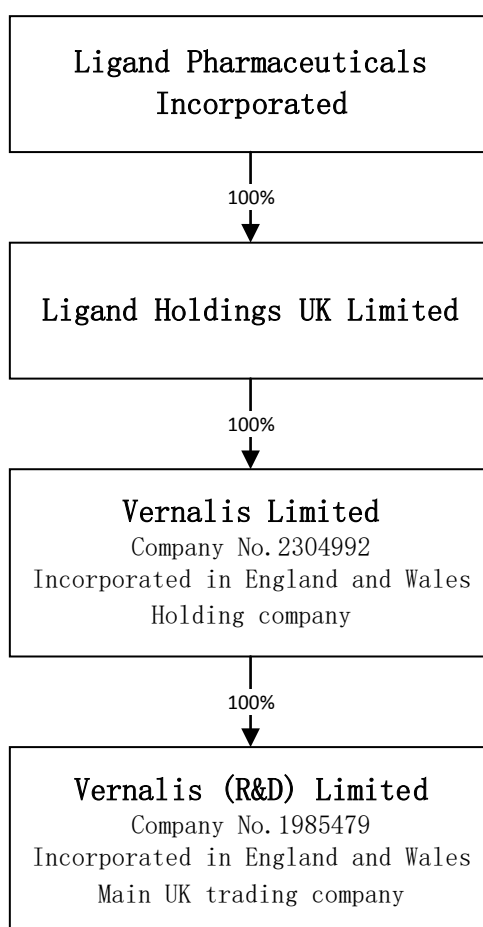 Ligand Pharmaceuticals
Incorporated
100%
Ligand Holdings UK Limited
100%
Vernalis Limited
Company No.2304992
Incorporated in England and Wales
Holding company
100%
Vernalis (R&D) Limited
Company No.1985479
Incorporated in England and Wales
Main UK trading company